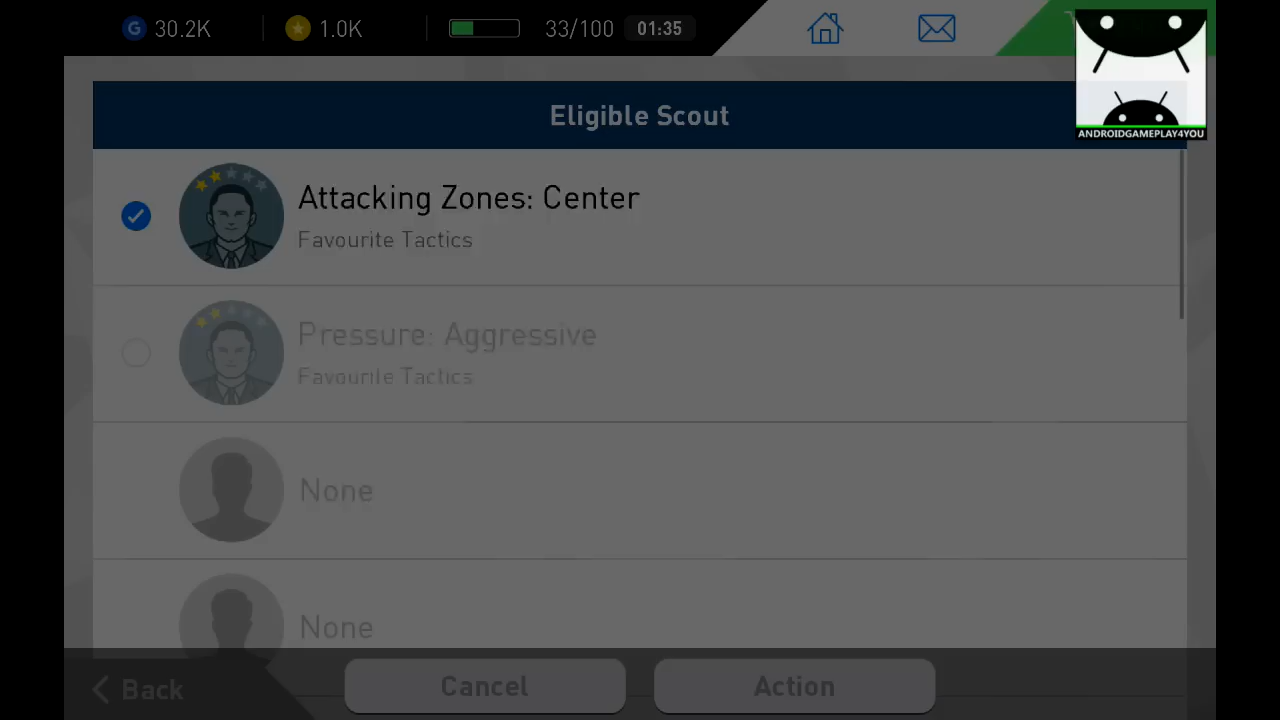 30.2K 1.0K 33/100 01:35
Eligible Scout
ANDROIDGAMEPLAY4YOU
Attacking Zones: Center
Favourite Tactics
Pressure: Aggressive
Favourite Tactics
None
None
Back Cancel Action